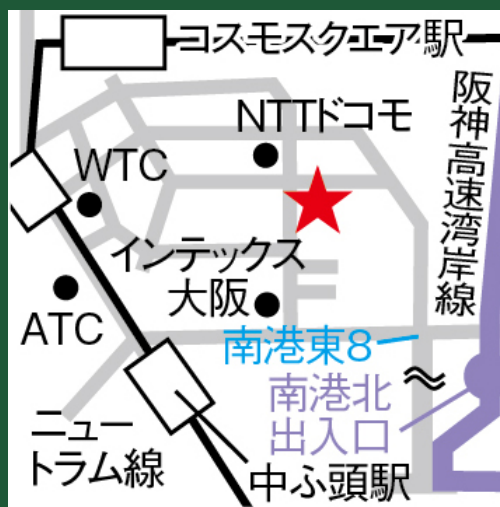 コスモスクエア駅
阪神高速湾岸線
NTTドコモ
WTC
インテックス
大阪
ATC
南港東8
南港北
出入口
ニュー
トラム線
中ふ頭駅